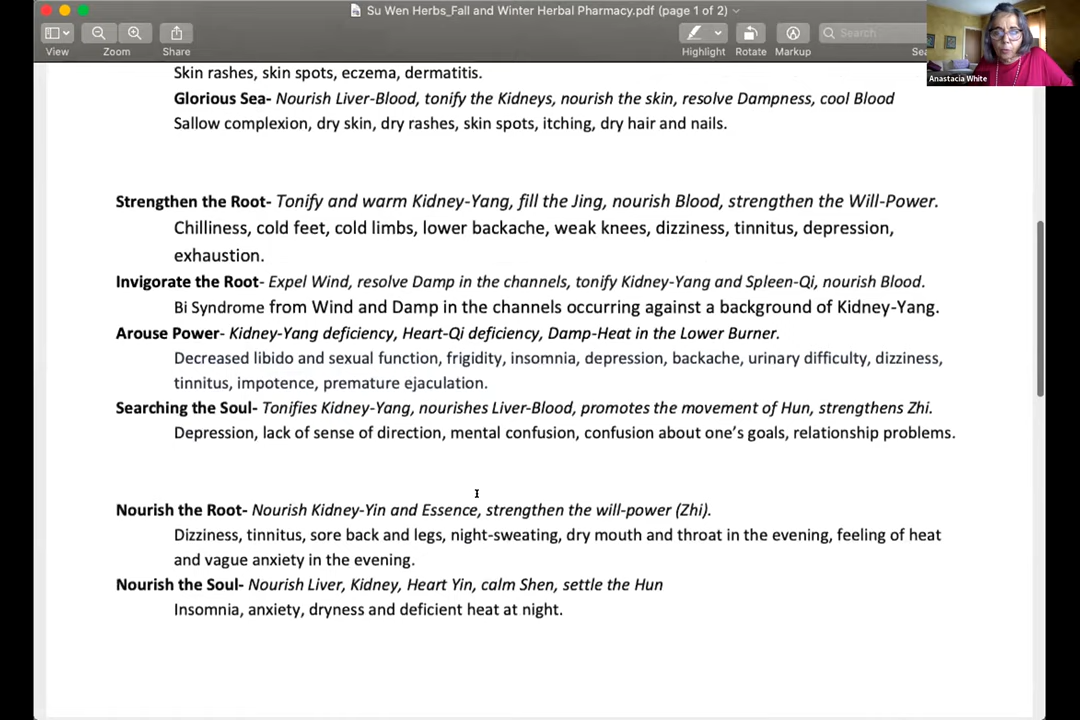 Su Wen Herbs_Fall and Winter Herbal Pharmacy.pdf (page 1 of 2)
View
Zoom
Share
Highlight
Rotate
Markup
Search
Anastacia White
Skin rashes, skin spots, eczema, dermatitis.
Glorious Sea- Nourish Liver-Blood, tonify the Kidneys, nourish the skin, resolve Dampness, cool Blood
Sallow complexion, dry skin, dry rashes, skin spots, itching, dry hair and nails.
Strengthen the Root- Tonify and warm Kidney-Yang, fill the Jing, nourish Blood, strengthen the Will-Power.
Chilliness, cold feet, cold limbs, lower backache, weak knees, dizziness, tinnitus, depression,
exhaustion.
Invigorate the Root- Expel Wind, resolve Damp in the channels, tonify Kidney-Yang and Spleen-Qi, nourish Blood.
Bi Syndrome from Wind and Damp in the channels occurring against a background of Kidney-Yang.
Arouse Power- Kidney-Yang deficiency, Heart-Qi deficiency, Damp-Heat in the Lower Burner.
Decreased libido and sexual function, frigidity, insomnia, depression, backache, urinary difficulty, dizziness,
tinnitus, impotence, premature ejaculation.
Searching the Soul- Tonifies Kidney-Yang, nourishes Liver-Blood, promotes the movement of Hun, strengthens Zhi.
Depression, lack of sense of direction, mental confusion, confusion about one's goals, relationship problems.
Nourish the Root- Nourish Kidney-Yin and Essence, strengthen the will-power (Zhi).
Dizziness, tinnitus, sore back and legs, night-sweating, dry mouth and throat in the evening, feeling of heat
and vague anxiety in the evening.
Nourish the Soul- Nourish Liver, Kidney, Heart Yin, calm Shen, settle the Hun
Insomnia, anxiety, dryness and deficient heat at night.